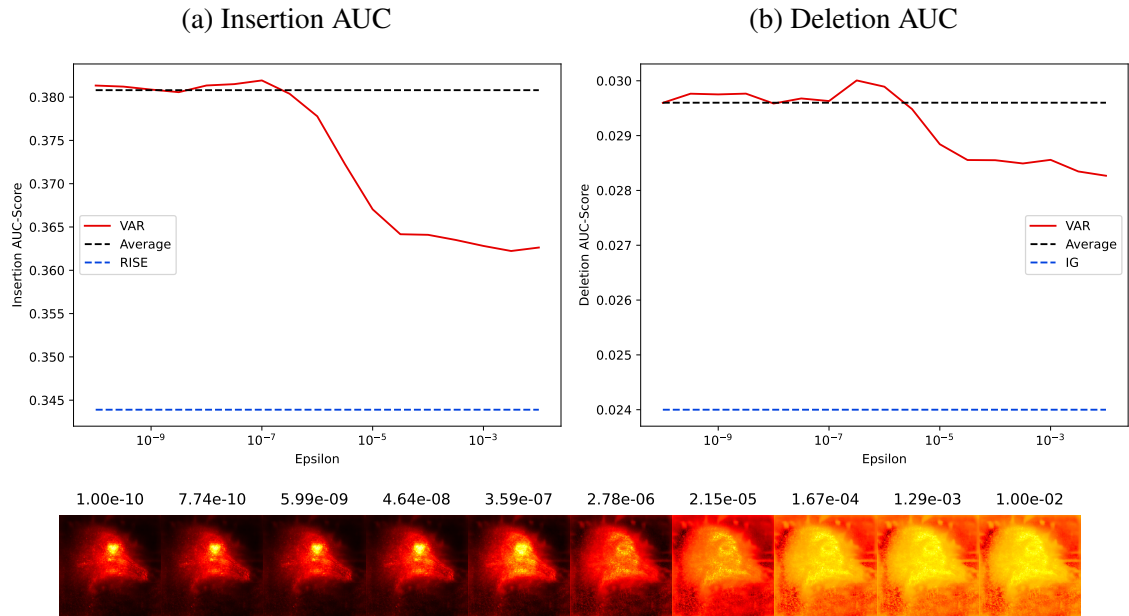 (a) Insertion AUC
(b) Deletion AUC
0.380
0.375
0.370
0.365
0.360
0.355
0.350
0.345
Insertion AUC-Score
VAR
Average
RISE
10⁻⁹
10⁻⁷
10⁻⁵
10⁻³
Epsilon
0.030
0.029
0.028
0.027
0.026
0.025
0.024
Deletion AUC-Score
VAR
Average
IG
10⁻⁹
10⁻⁷
10⁻⁵
10⁻³
Epsilon
1.00e-10 7.74e-10 5.99e-09 4.64e-08 3.59e-07 2.78e-06 2.15e-05 1.67e-04 1.29e-03 1.00e-02